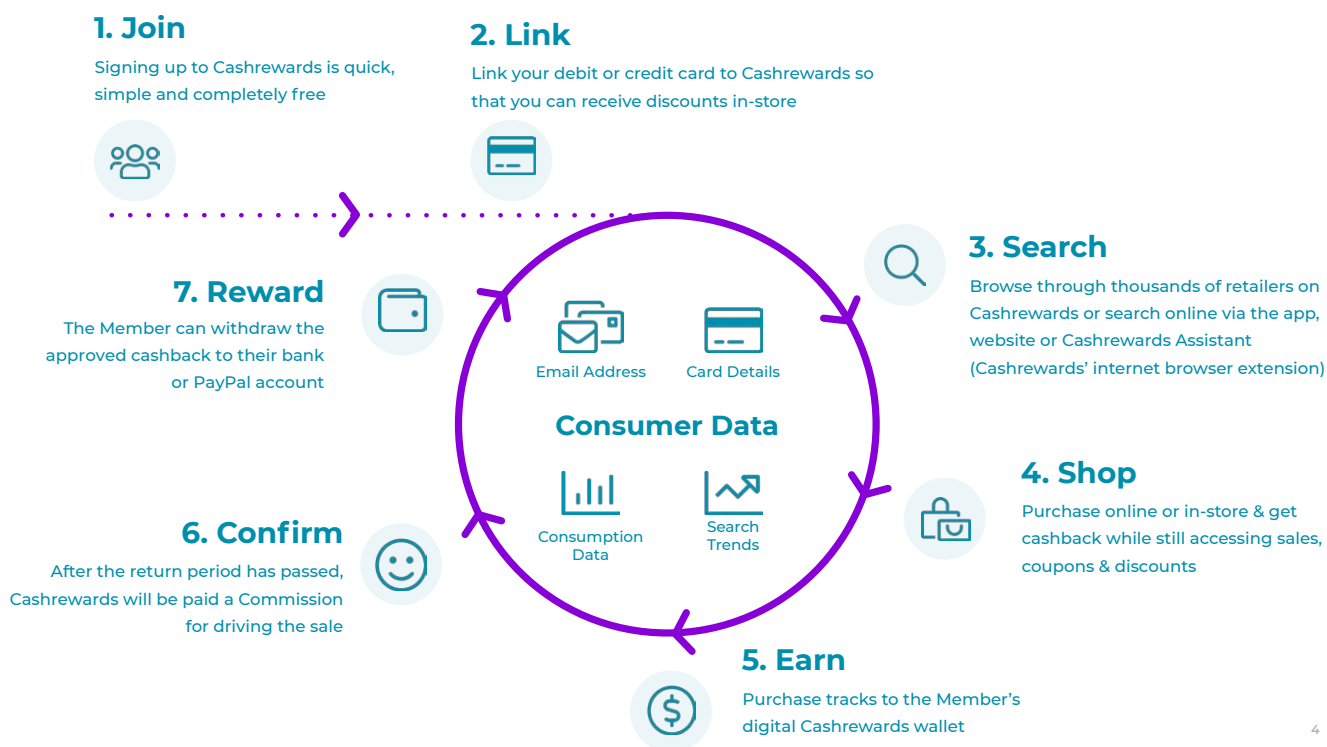 1. Join
Signing up to Cashrewards is quick,
simple and completely free
2. Link
Link your debit or credit card to Cashrewards so
that you can receive discounts in-store
3. Search
Browse through thousands of retailers on
Cashrewards or search online via the app,
website or Cashrewards Assistant
(Cashrewards’ internet browser extension)
4. Shop
Purchase online or in-store & get
cashback while still accessing sales,
coupons & discounts
5. Earn
Purchase tracks to the Member’s
digital Cashrewards wallet
6. Confirm
After the return period has passed,
Cashrewards will be paid a Commission
for driving the sale
7. Reward
The Member can withdraw the
approved cashback to their bank
or PayPal account
Email Address
Card Details
Consumer Data
Consumption
Data
Search
Trends
4